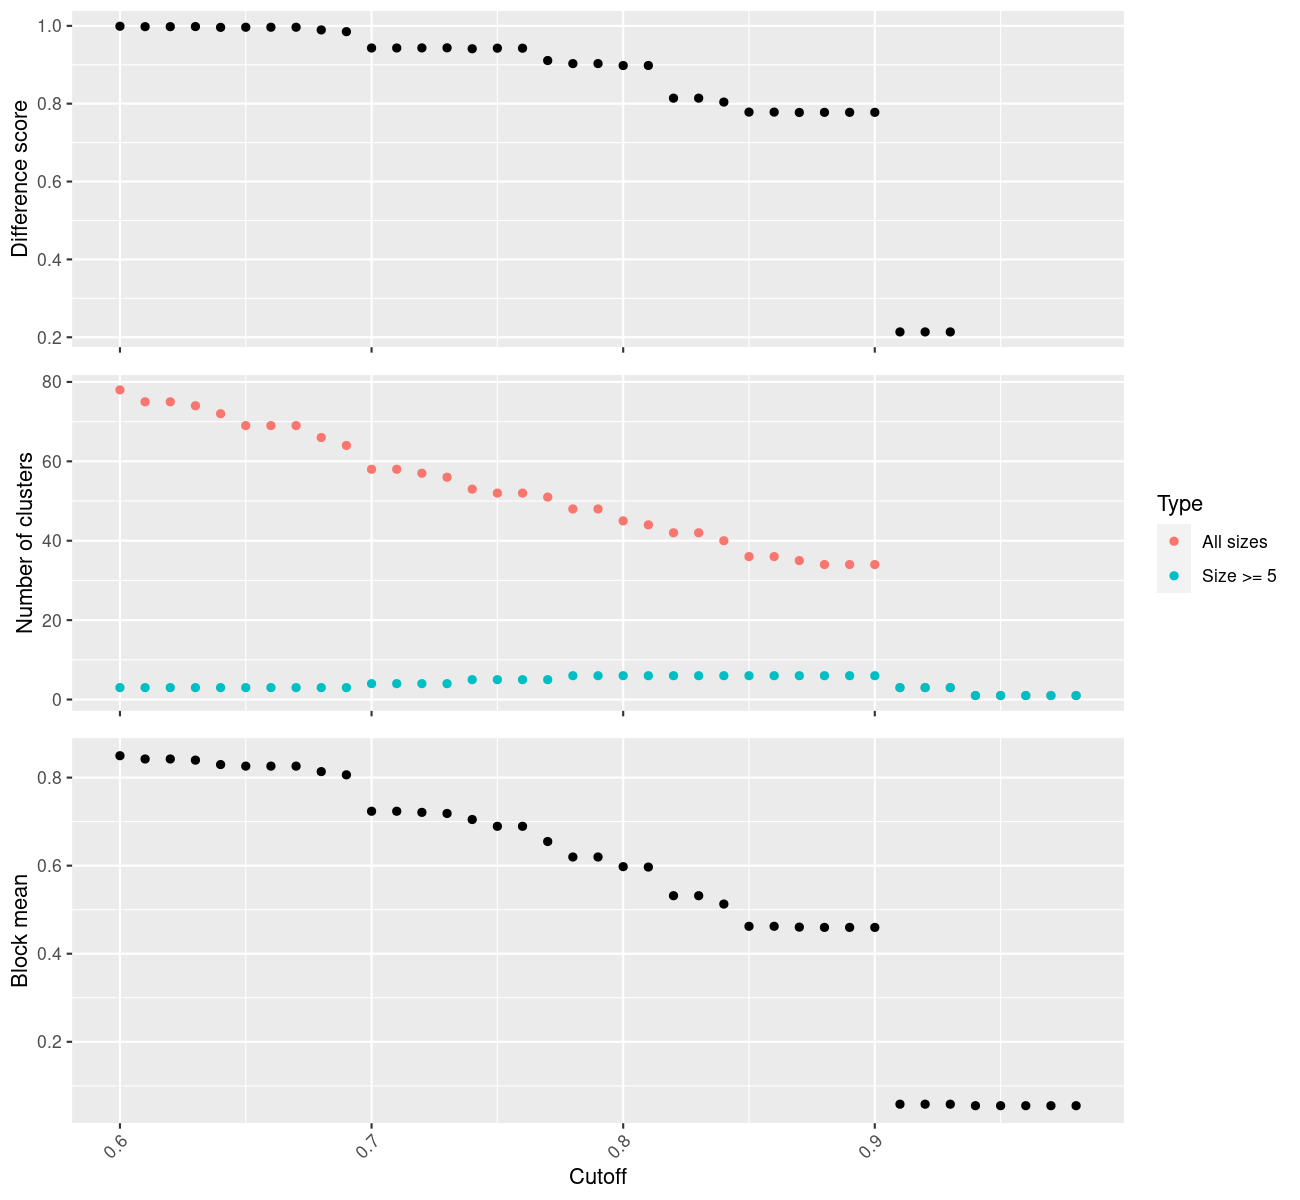 1.0
0.8
0.6
0.4
0.2
Difference score
80
60
40
20
0
Number of clusters
Type
All sizes
Size >= 5
0.8
0.6
0.4
0.2
Block mean
0.6
0.7
0.8
0.9
Cutoff